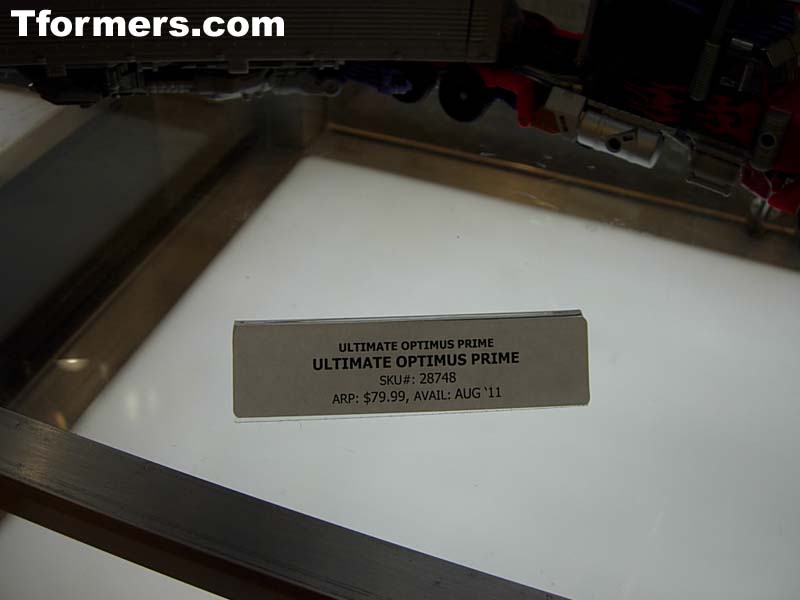 Tformers.com
ULTIMATE OPTIMUS PRIME
ULTIMATE OPTIMUS PRIME
SKU#: 28748
ARP: $79.99, AVAIL: AUG ‘11